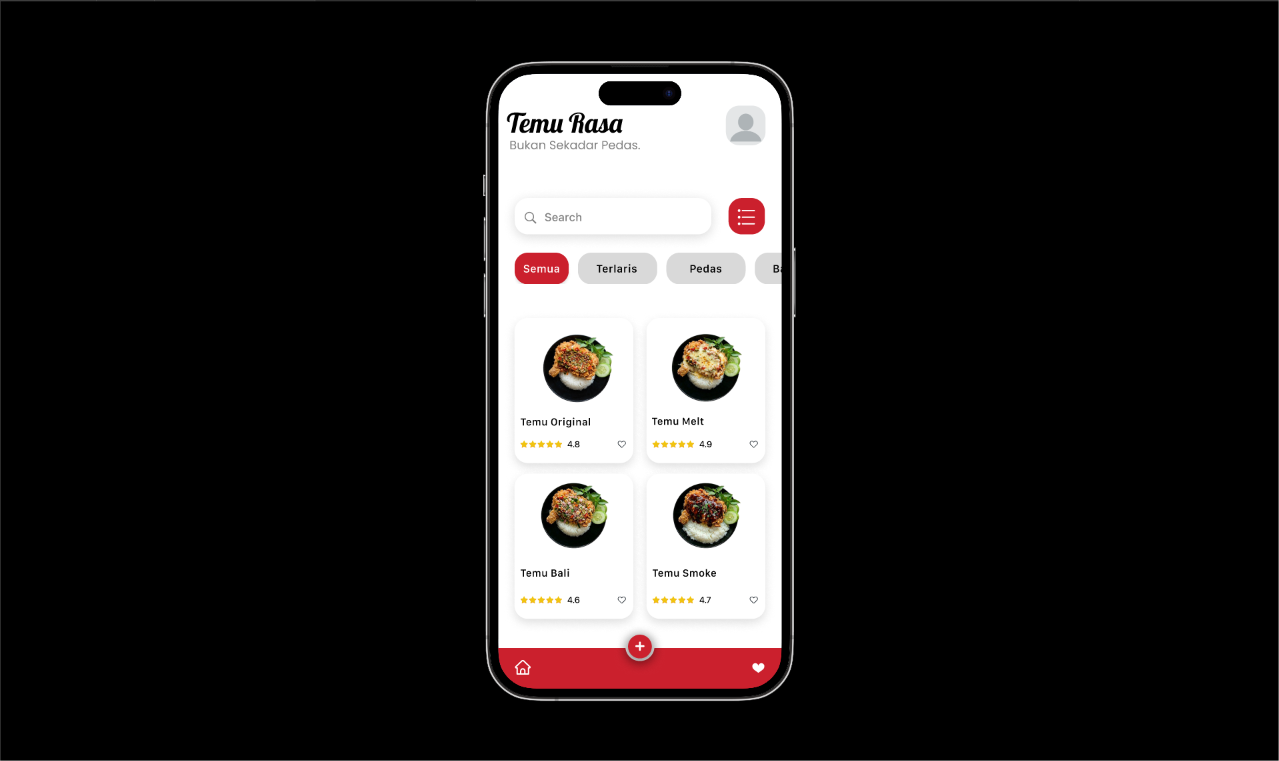 Temu Rasa
Bukan Sekadar Pedas.
Search
Semua Terlaris Pedas
Temu Original Temu Melt
4.8 4.9
Temu Bali Temu Smoke
4.6 4.7
+